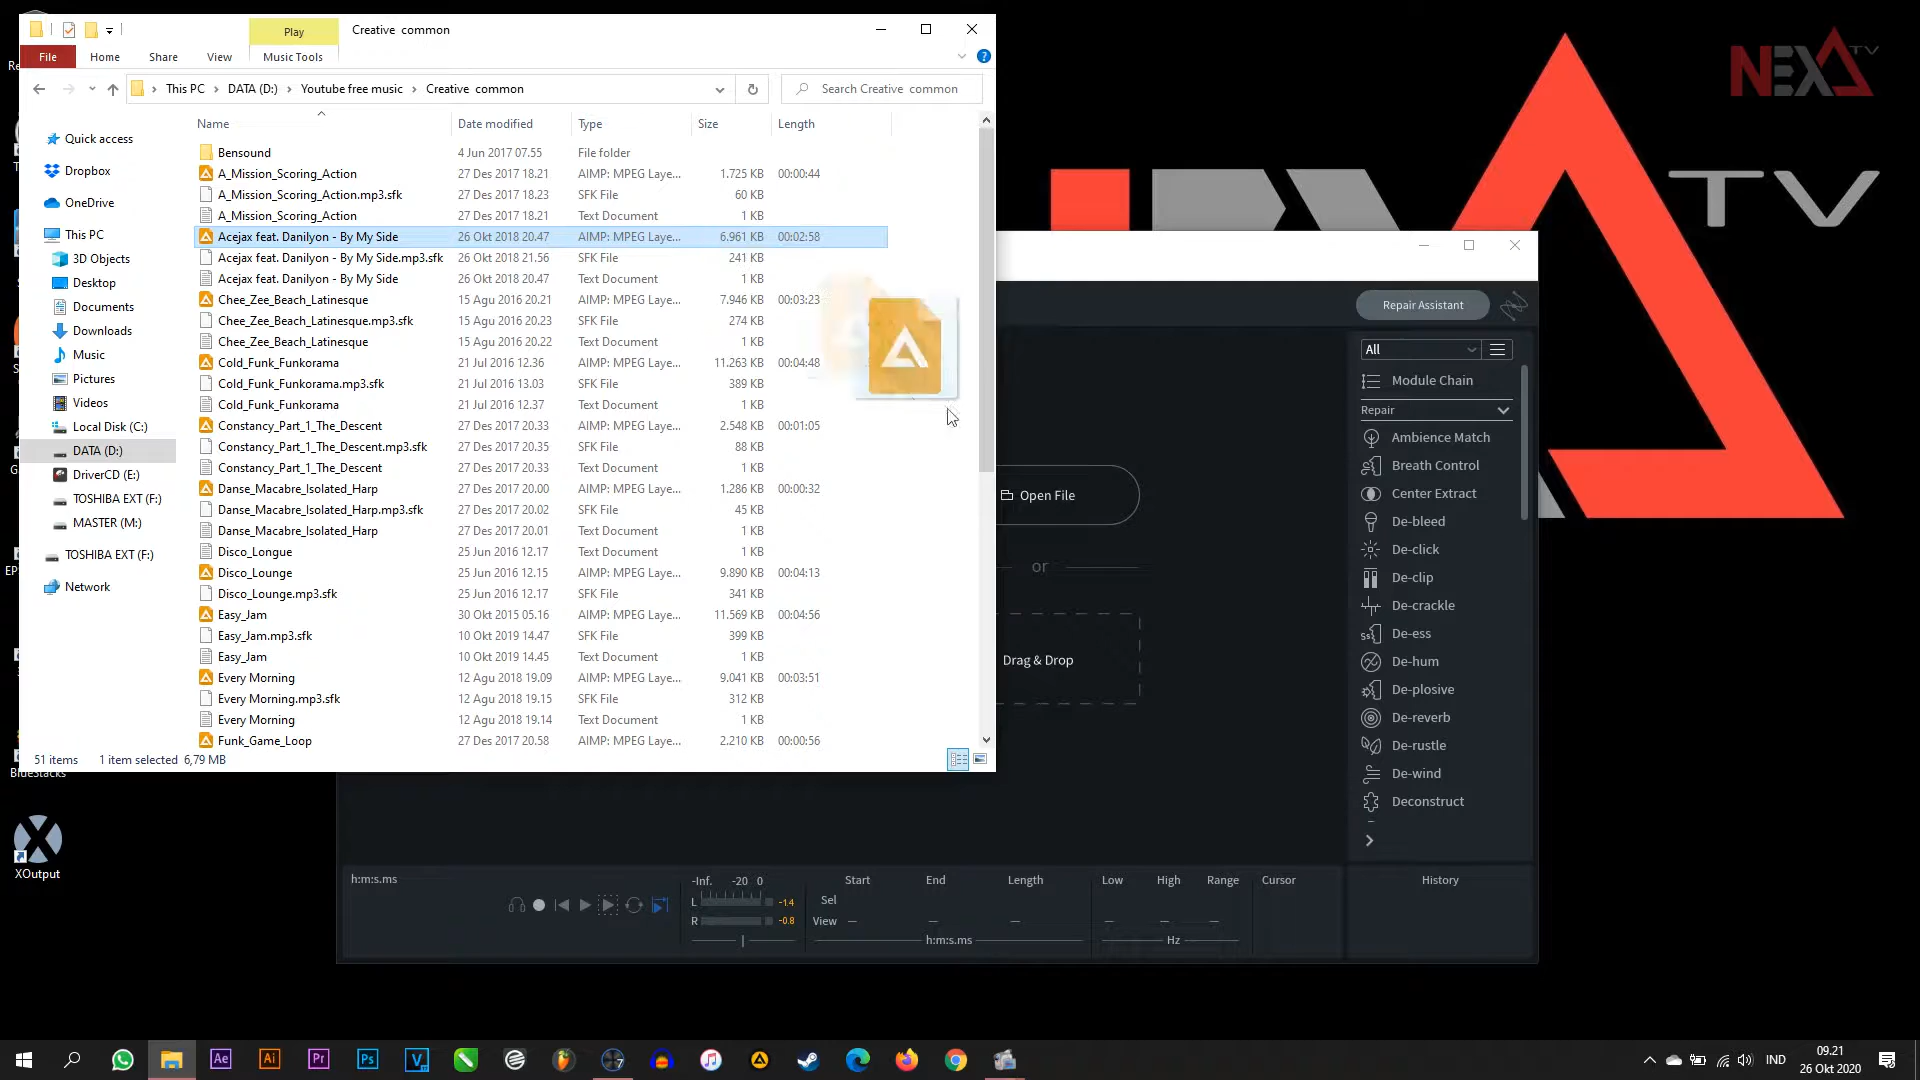 Play
Creative common
File
Home
Share
View
Music Tools
This PC
DATA (D:)
Youtube free music
Creative common
Search Creative common
Name
Date modified
Type
Size
Length
Quick access
Dropbox
OneDrive
This PC
3D Objects
Desktop
Documents
Downloads
Music
Pictures
Videos
Local Disk (C:)
DATA (D:)
DriverCD (E:)
TOSHIBA EXT (F:)
MASTER (M:)
TOSHIBA EXT (F:)
Network
Bensound 4 Jun 2017 07.55 File folder
A_Mission_Scoring_Action 27 Des 2017 18.21 AIMP: MPEG Laye... 1.725 KB 00:00:44
A_Mission_Scoring_Action.mp3.sfk 27 Des 2017 18.23 SFK File 60 KB
A_Mission_Scoring_Action 27 Des 2017 18.21 Text Document 1 KB
Acejax feat. Danilyon - By My Side 26 Okt 2018 20.47 AIMP: MPEG Laye... 6.961 KB 00:02:58
Acejax feat. Danilyon - By My Side.mp3.sfk 26 Okt 2018 21.56 SFK File 241 KB
Acejax feat. Danilyon - By My Side 26 Okt 2018 20.47 Text Document 1 KB
Chee_Zee_Beach_Latinesque 15 Agu 2016 20.21 AIMP: MPEG Laye... 7.946 KB 00:03:23
Chee_Zee_Beach_Latinesque.mp3.sfk 15 Agu 2016 20.23 SFK File 274 KB
Chee_Zee_Beach_Latinesque 15 Agu 2016 20.22 Text Document 1 KB
Cold_Funk_Funkorama 21 Jul 2016 12.36 AIMP: MPEG Laye... 11.263 KB 00:04:48
Cold_Funk_Funkorama.mp3.sfk 21 Jul 2016 13.03 SFK File 389 KB
Cold_Funk_Funkorama 21 Jul 2016 12.37 Text Document 1 KB
Constancy_Part_1_The_Descent 27 Des 2017 20.33 AIMP: MPEG Laye... 2.548 KB 00:01:05
Constancy_Part_1_The_Descent.mp3.sfk 27 Des 2017 20.35 SFK File 88 KB
Constancy_Part_1_The_Descent 27 Des 2017 20.33 Text Document 1 KB
Danse_Macabre_Isolated_Harp 27 Des 2017 20.00 AIMP: MPEG Laye... 1.286 KB 00:00:32
Danse_Macabre_Isolated_Harp.mp3.sfk 27 Des 2017 20.02 SFK File 45 KB
Danse_Macabre_Isolated_Harp 27 Des 2017 20.01 Text Document 1 KB
Disco_Longue 25 Jun 2016 12.17 Text Document 1 KB
Disco_Lounge 25 Jun 2016 12.15 AIMP: MPEG Laye... 9.890 KB 00:04:13
Disco_Lounge.mp3.sfk 25 Jun 2016 12.17 SFK File 341 KB
Easy_Jam 30 Okt 2015 05.16 AIMP: MPEG Laye... 11.569 KB 00:04:56
Easy_Jam.mp3.sfk 10 Okt 2019 14.47 SFK File 399 KB
Easy_Jam 10 Okt 2019 14.45 Text Document 1 KB
Every Morning 12 Agu 2018 19.09 AIMP: MPEG Laye... 9.041 KB 00:03:51
Every Morning.mp3.sfk 12 Agu 2018 19.15 SFK File 312 KB
Every Morning 12 Agu 2018 19.14 Text Document 1 KB
Funk_Game_Loop 27 Des 2017 20.58 AIMP: MPEG Laye... 2.210 KB 00:00:56
51 items 1 item selected 6,79 MB
BlueStacks
XOutput
NEXA TV
TV
Repair Assistant
All
Module Chain
Repair
Ambience Match
Breath Control
Center Extract
De-bleed
De-click
De-clip
De-crackle
De-ess
De-hum
De-plosive
De-reverb
De-rustle
De-wind
Deconstruct
Open File
or
Drag & Drop
h:m:s.ms
-Inf. -20 0
L -1.4
R -0.8
Start End Length Low High Range Cursor
Sel
View
h:m:s.ms
Hz
History
Ae
Ai
Pr
Ps
V
7
IND
09.21
26 Okt 2020